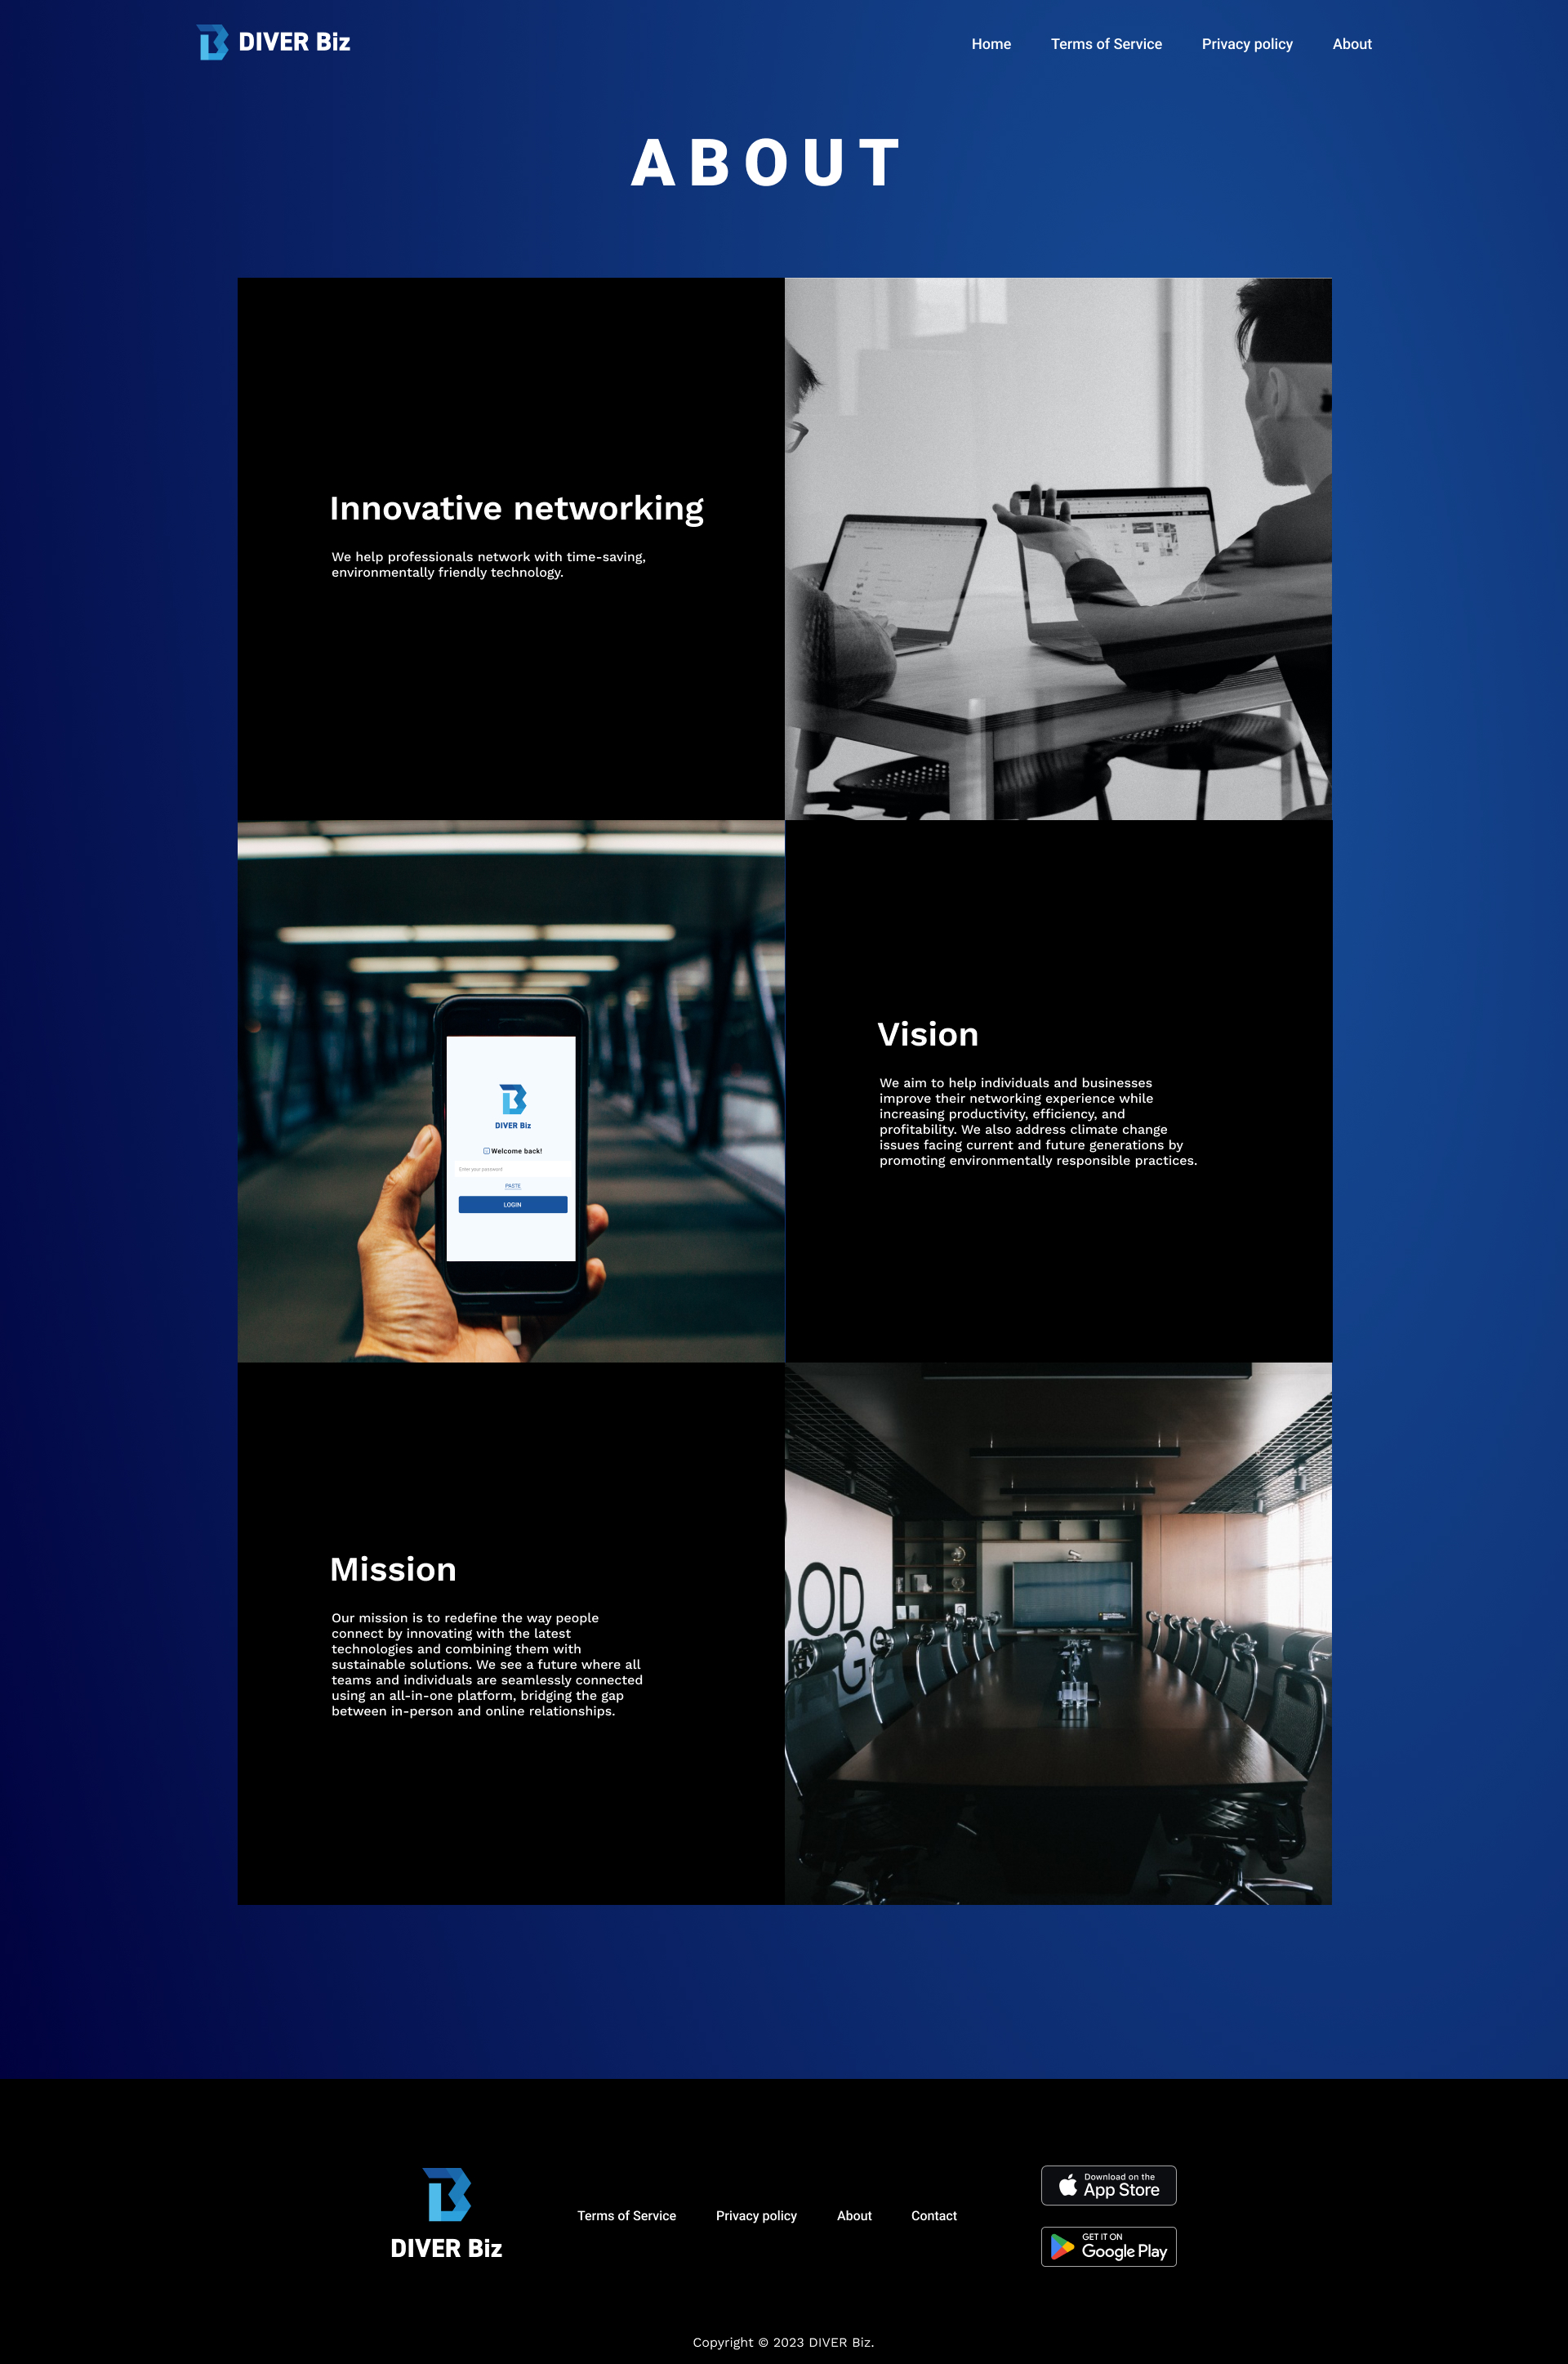 DIVER Biz
Home Terms of Service Privacy policy About
ABOUT
Innovative networking
We help professionals network with time-saving,
environmentally friendly technology.
DIVER Biz
Welcome back!
Enter your password
PASTE
LOGIN
Vision
We aim to help individuals and businesses
improve their networking experience while
increasing productivity, efficiency, and
profitability. We also address climate change
issues facing current and future generations by
promoting environmentally responsible practices.
Mission
Our mission is to redefine the way people
connect by innovating with the latest
technologies and combining them with
sustainable solutions. We see a future where all
teams and individuals are seamlessly connected
using an all-in-one platform, bridging the gap
between in-person and online relationships.
OOD
NGS
DIVER Biz
Terms of Service Privacy policy About Contact
Download on the
App Store
GET IT ON
Google Play
Copyright © 2023 DIVER Biz.